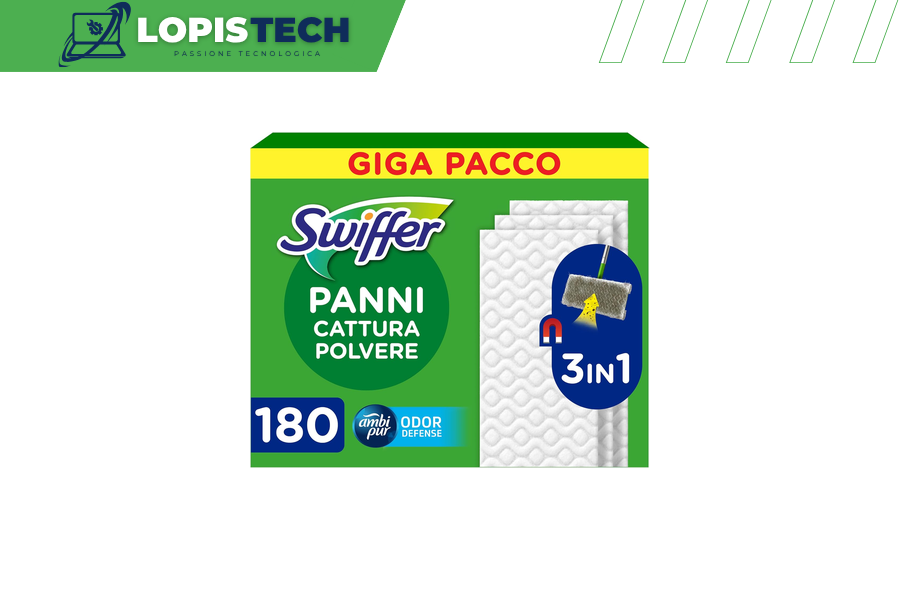 LOPISTECH
PASSIONE TECNOLOGICA
GIGA PACCO
Swiffer
PANNI
CATTURA
POLVERE
3IN1
180
ambi
pur
ODOR
DEFENSE